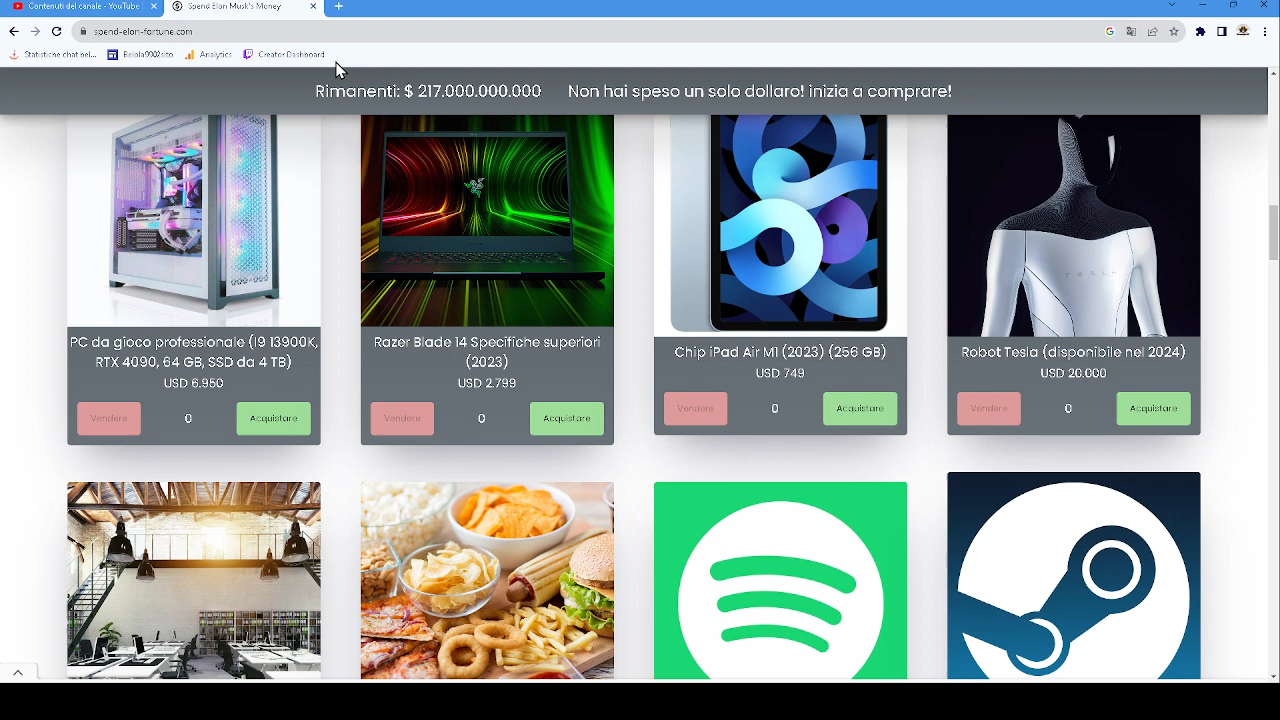 Contenuti del canale - YouTube S
Spend Elon Musk's Money
spend-elon-fortune.com
Statistiche chat bel...
Belola9902sito
Analytics
Creator Dashboard
Rimanenti: $ 217.000.000.000 Non hai speso un solo dollaro! inizia a comprare!
PC da gioco professionale (i9 13900K,
RTX 4090, 64 GB, SSD da 4 TB)
USD 6.950
Vendere 0 Acquistare
Razer Blade 14 Specifiche superiori
(2023)
USD 2.799
Vendere 0 Acquistare
Chip iPad Air M1 (2023) (256 GB)
USD 749
Vendere 0 Acquistare
TESLA
Robot Tesla (disponibile nel 2024)
USD 20.000
Vendere 0 Acquistare